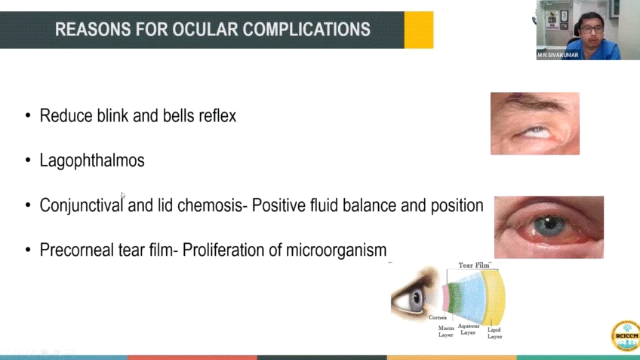 REASONS FOR OCULAR COMPLICATIONS
M N SIVAKUMAR
• Reduce blink and bells reflex
• Lagophthalmos
• Conjunctival and lid chemosis- Positive fluid balance and position
• Precorneal tear film- Proliferation of microorganism
Tear Film
Cornea
Mucin
Layer
Aqueous
Layer
Lipid
Layer